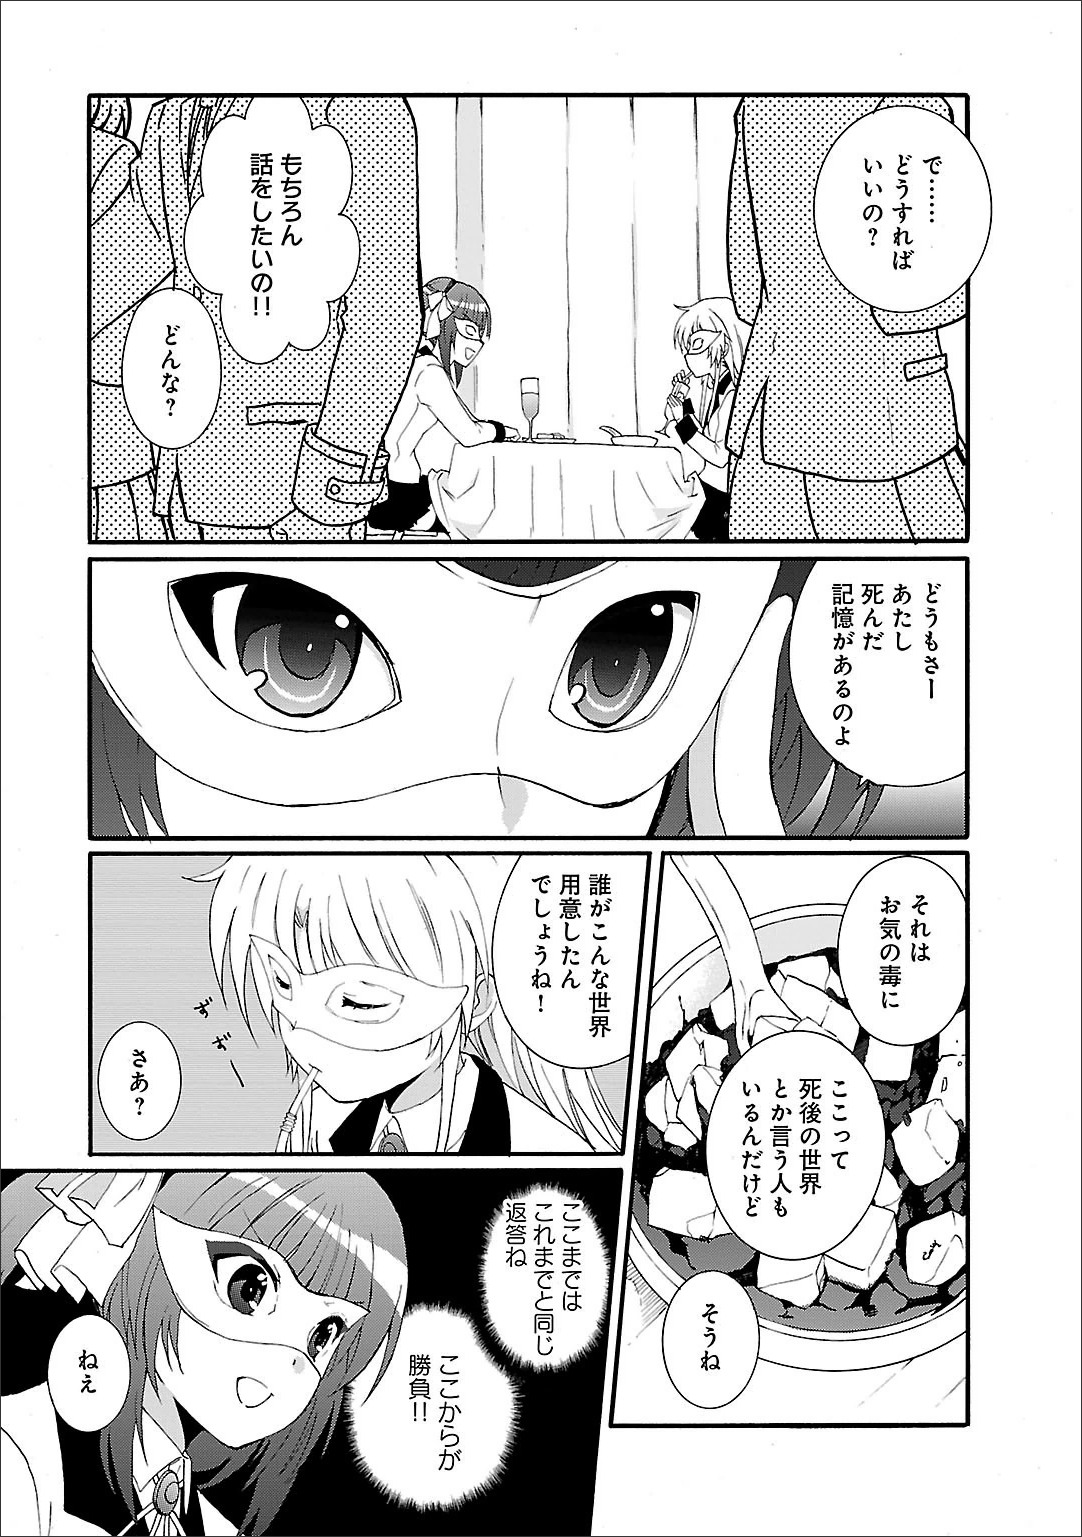 で……
どうすれば
いいの？
もちろん
話をしたいの!!
どんな？
どうもさー
あたし
死んだ
記憶があるのよ
それは
お気の毒に
ここって
死後の世界
とか言う人も
いるんだけど
そうね
誰がこんな世界
用意したん
でしょうね！
ずずー
さあ？
ここまでは
これまでと同じ
返答ね
ここからが
勝負!!
ねえ